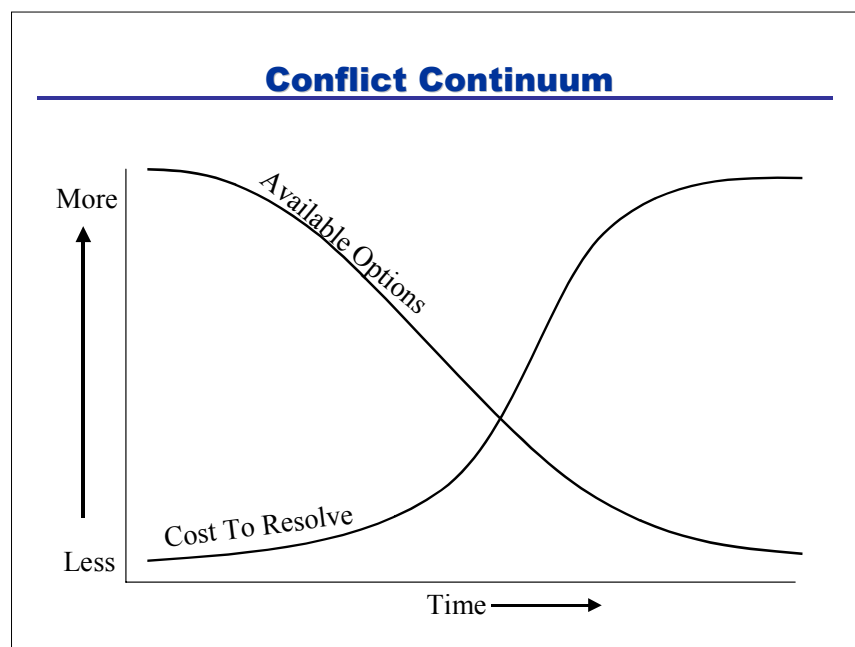 Conflict Continuum
More
Available Options
Cost To Resolve
Less
Time